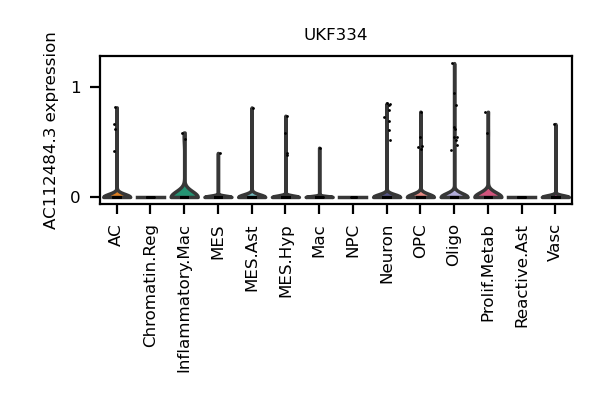 UKF334
AC112484.3 expression
1
0
AC
Chromatin.Reg
Inflammatory.Mac
MES
MES.Ast
MES.Hyp
Mac
NPC
Neuron
OPC
Oligo
Prolif.Metab
Reactive.Ast
Vasc